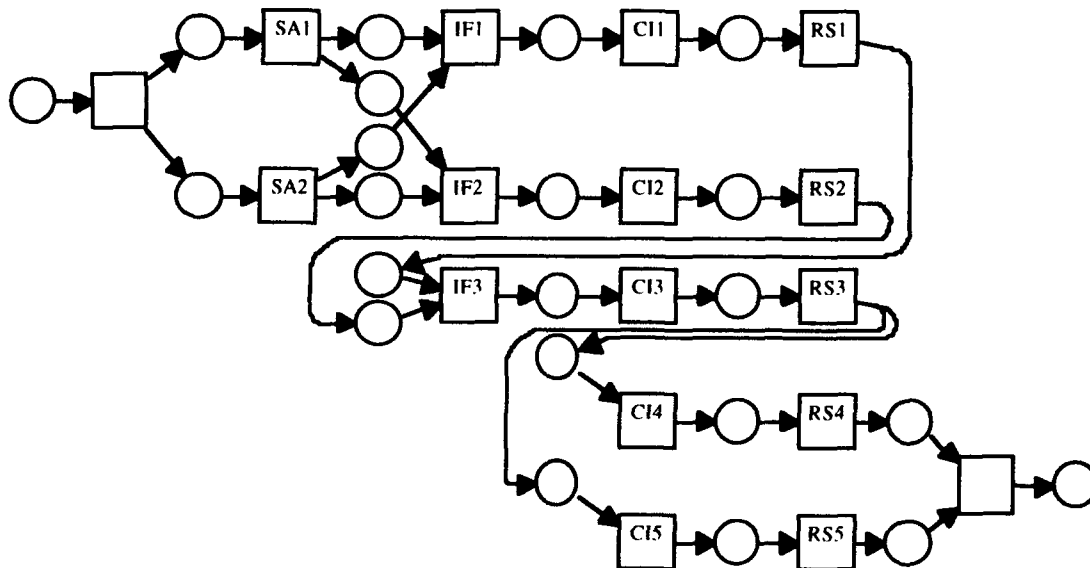 SA1 IF1 CI1 RS1
SA2 IF2 CI2 RS2
IF3 CI3 RS3
CI4 RS4
CI5 RS5